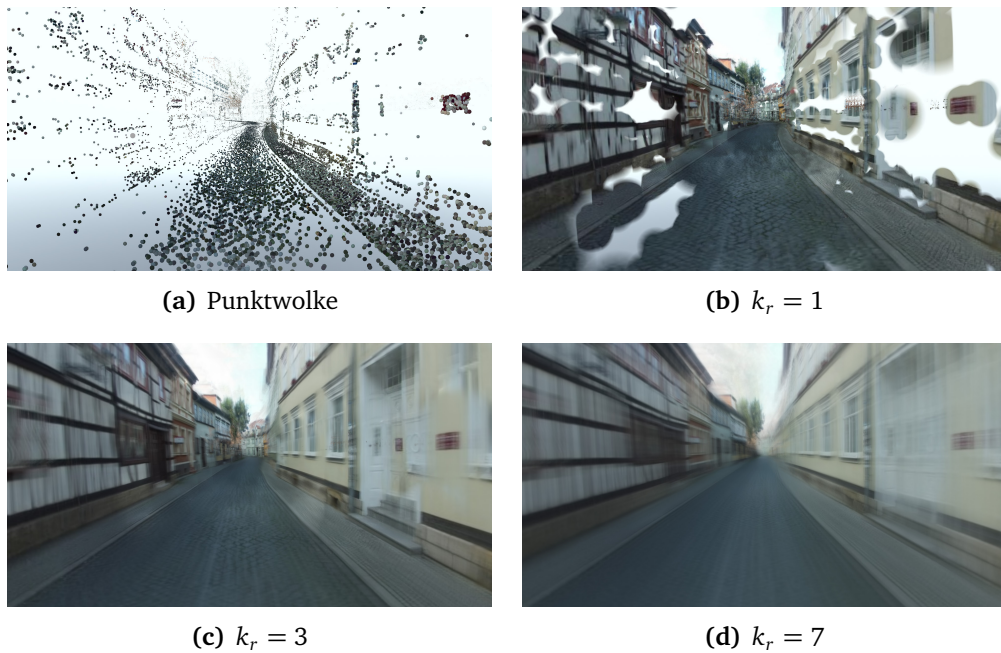 (a) Punktwolke
(b) k_r = 1
(c) k_r = 3
(d) k_r = 7